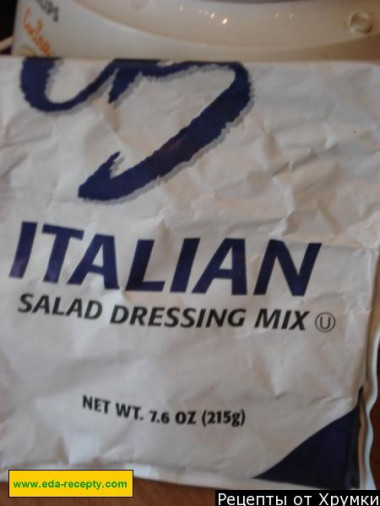 ITALIAN
SALAD DRESSING MIX Ⓤ
NET WT. 7.6 OZ (215g)
www.eda-recepty.com
Рецепты от Хрумки